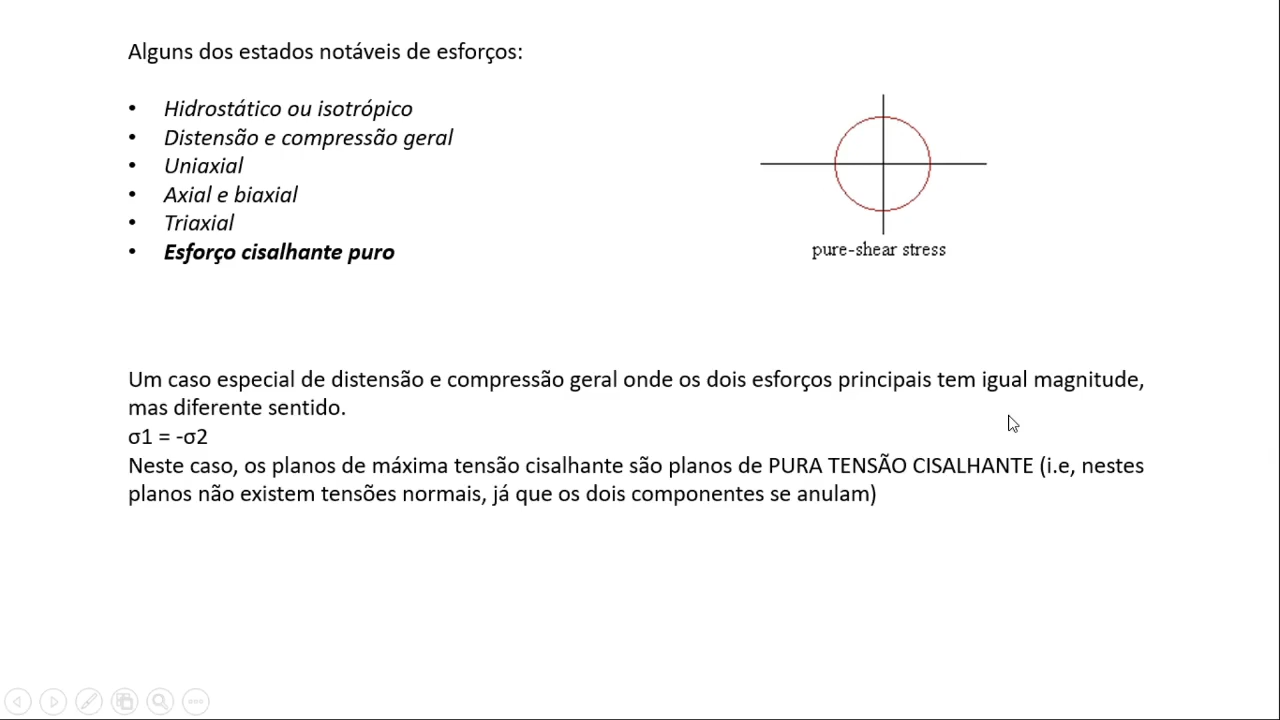 Alguns dos estados notáveis de esforços:
• Hidrostático ou isotrópico
• Distensão e compressão geral
• Uniaxial
• Axial e biaxial
• Triaxial
• Esforço cisalhante puro
pure-shear stress
Um caso especial de distensão e compressão geral onde os dois esforços principais tem igual magnitude,
mas diferente sentido.
σ1 = -σ2
Neste caso, os planos de máxima tensão cisalhante são planos de PURA TENSÃO CISALHANTE (i.e, nestes
planos não existem tensões normais, já que os dois componentes se anulam)